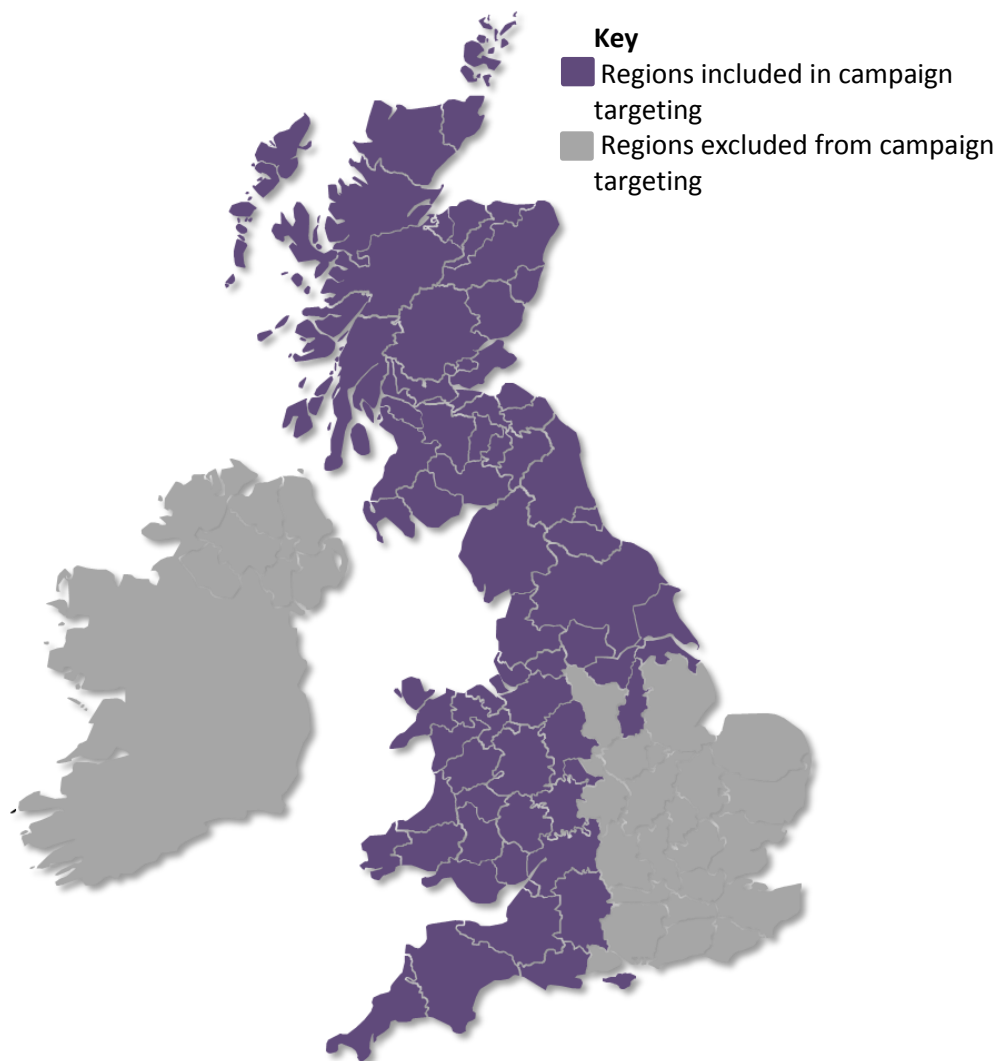 Key
Regions included in campaign
targeting
Regions excluded from campaign
targeting